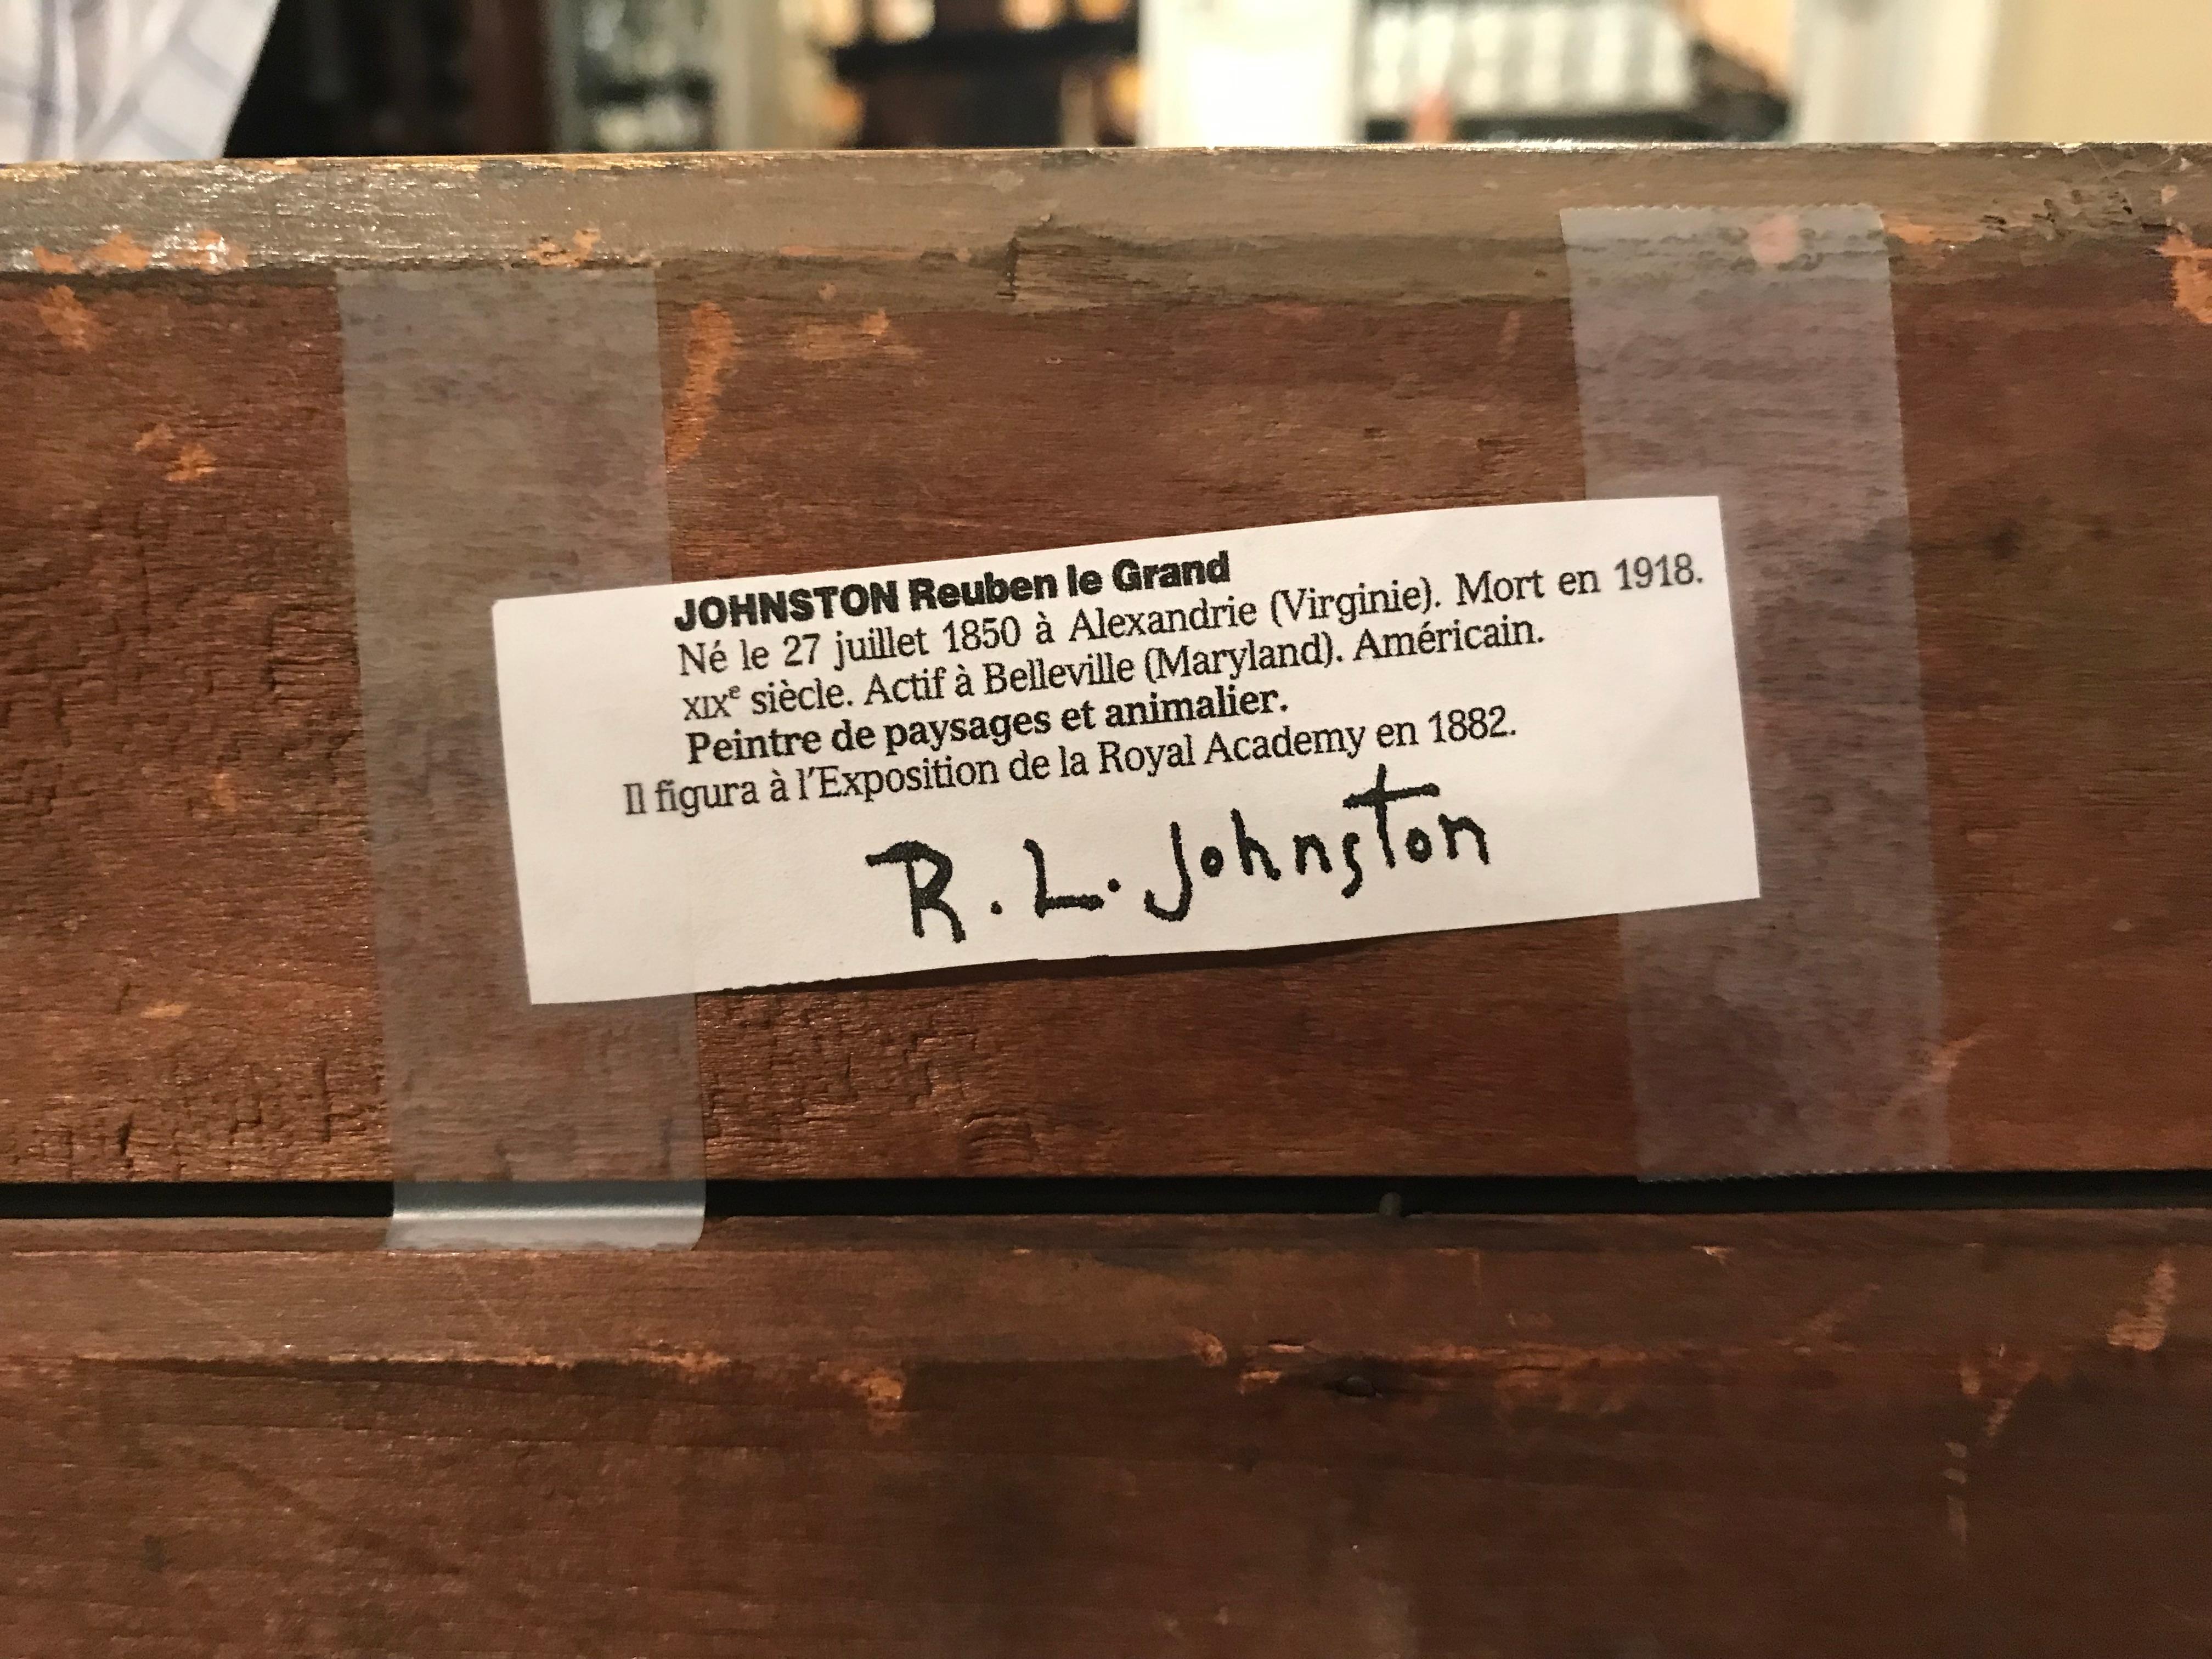 JOHNSTON Reuben le Grand
Né le 27 juillet 1850 à Alexandrie (Virginie). Mort en 1918.
XIXe siècle. Actif à Belleville (Maryland). Américain.
Peintre de paysages et animalier.
Il figura à l'Exposition de la Royal Academy en 1882.
R. L. Johnston